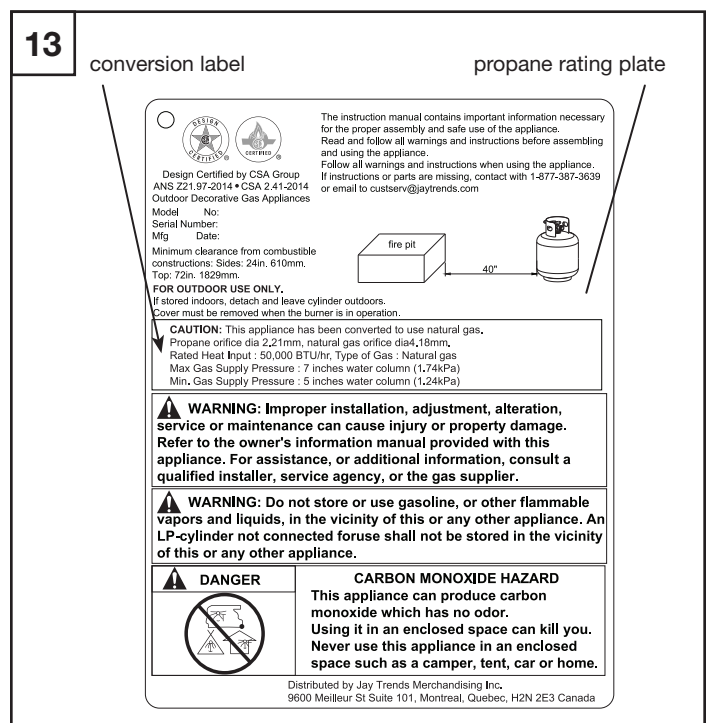 13
conversion label
propane rating plate
DESIGN
CERTIFIED
CERTIFIED
Design Certified by CSA Group
ANS Z21.97-2014 • CSA 2.41-2014
Outdoor Decorative Gas Appliances
Model No:
Serial Number:
Mfg Date:
Minimum clearance from combustible
constructions: Sides: 24in. 610mm.
Top: 72in. 1829mm.
FOR OUTDOOR USE ONLY.
If stored indoors, detach and leave cylinder outdoors.
Cover must be removed when the burner is in operation.
The instruction manual contains important information necessary
for the proper assembly and safe use of the appliance.
Read and follow all warnings and instructions before assembling
and using the appliance.
Follow all warnings and instructions when using the appliance.
If instructions or parts are missing, contact with 1-877-387-3639
or email to custserv@jaytrends.com
fire pit
40"
CAUTION: This appliance has been converted to use natural gas.
Propane orifice dia 2.21mm, natural gas orifice dia4.18mm.
Rated Heat Input : 50,000 BTU/hr, Type of Gas : Natural gas
Max Gas Supply Pressure : 7 inches water column (1.74kPa)
Min. Gas Supply Pressure : 5 inches water column (1.24kPa)
WARNING: Improper installation, adjustment, alteration,
service or maintenance can cause injury or property damage.
Refer to the owner's information manual provided with this
appliance. For assistance, or additional information, consult a
qualified installer, service agency, or the gas supplier.
WARNING: Do not store or use gasoline, or other flammable
vapors and liquids, in the vicinity of this or any other appliance. An
LP-cylinder not connected foruse shall not be stored in the vicinity
of this or any other appliance.
DANGER
CARBON MONOXIDE HAZARD
This appliance can produce carbon
monoxide which has no odor.
Using it in an enclosed space can kill you.
Never use this appliance in an enclosed
space such as a camper, tent, car or home.
Distributed by Jay Trends Merchandising Inc.
9600 Meilleur St Suite 101, Montreal, Quebec, H2N 2E3 Canada